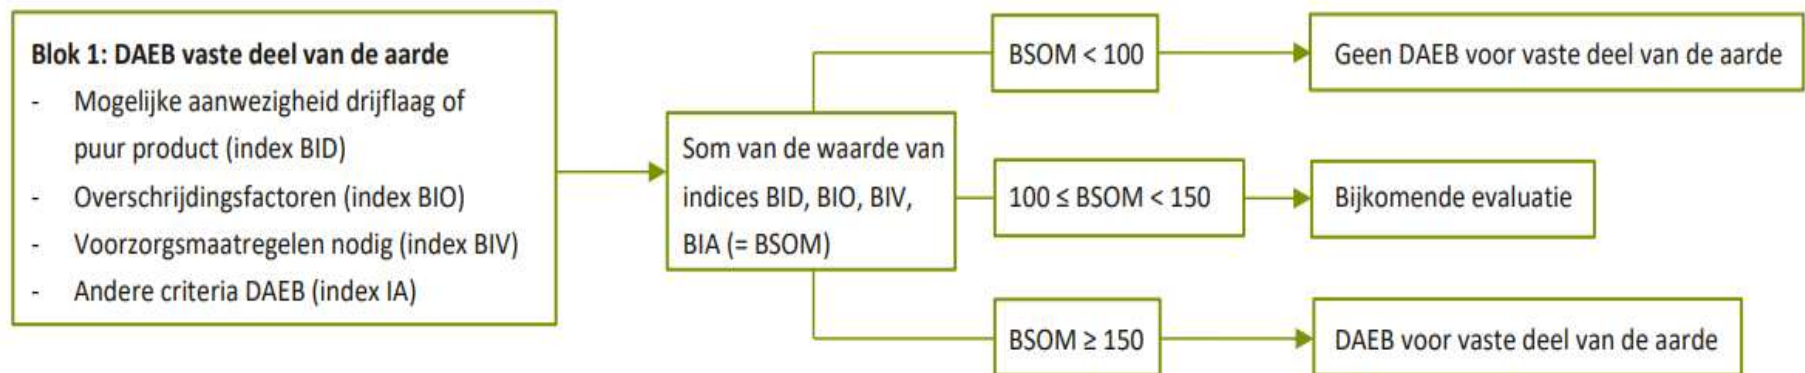 Blok 1: DAEB vaste deel van de aarde
- Mogelijke aanwezigheid drijflaag of
puur product (index BID)
- Overschrijdingsfactoren (index BIO)
- Voorzorgsmaatregelen nodig (index BIV)
- Andere criteria DAEB (index IA)
Som van de waarde van
indices BID, BIO, BIV,
BIA (= BSOM)
BSOM < 100
Geen DAEB voor vaste deel van de aarde
100 ≤ BSOM < 150
Bijkomende evaluatie
BSOM ≥ 150
DAEB voor vaste deel van de aarde